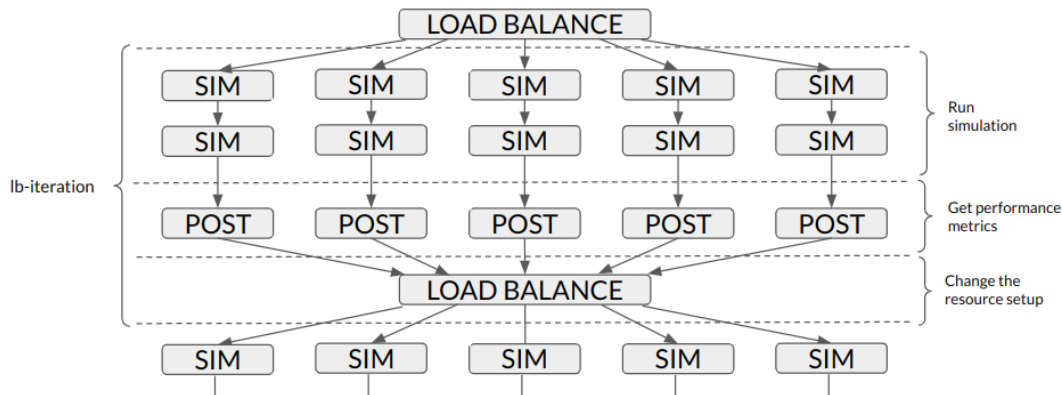 LOAD BALANCE
SIM SIM SIM SIM SIM
Run
simulation
SIM SIM SIM SIM SIM
lb-iteration
POST POST POST POST POST
Get performance
metrics
LOAD BALANCE
Change the
resource setup
SIM SIM SIM SIM SIM